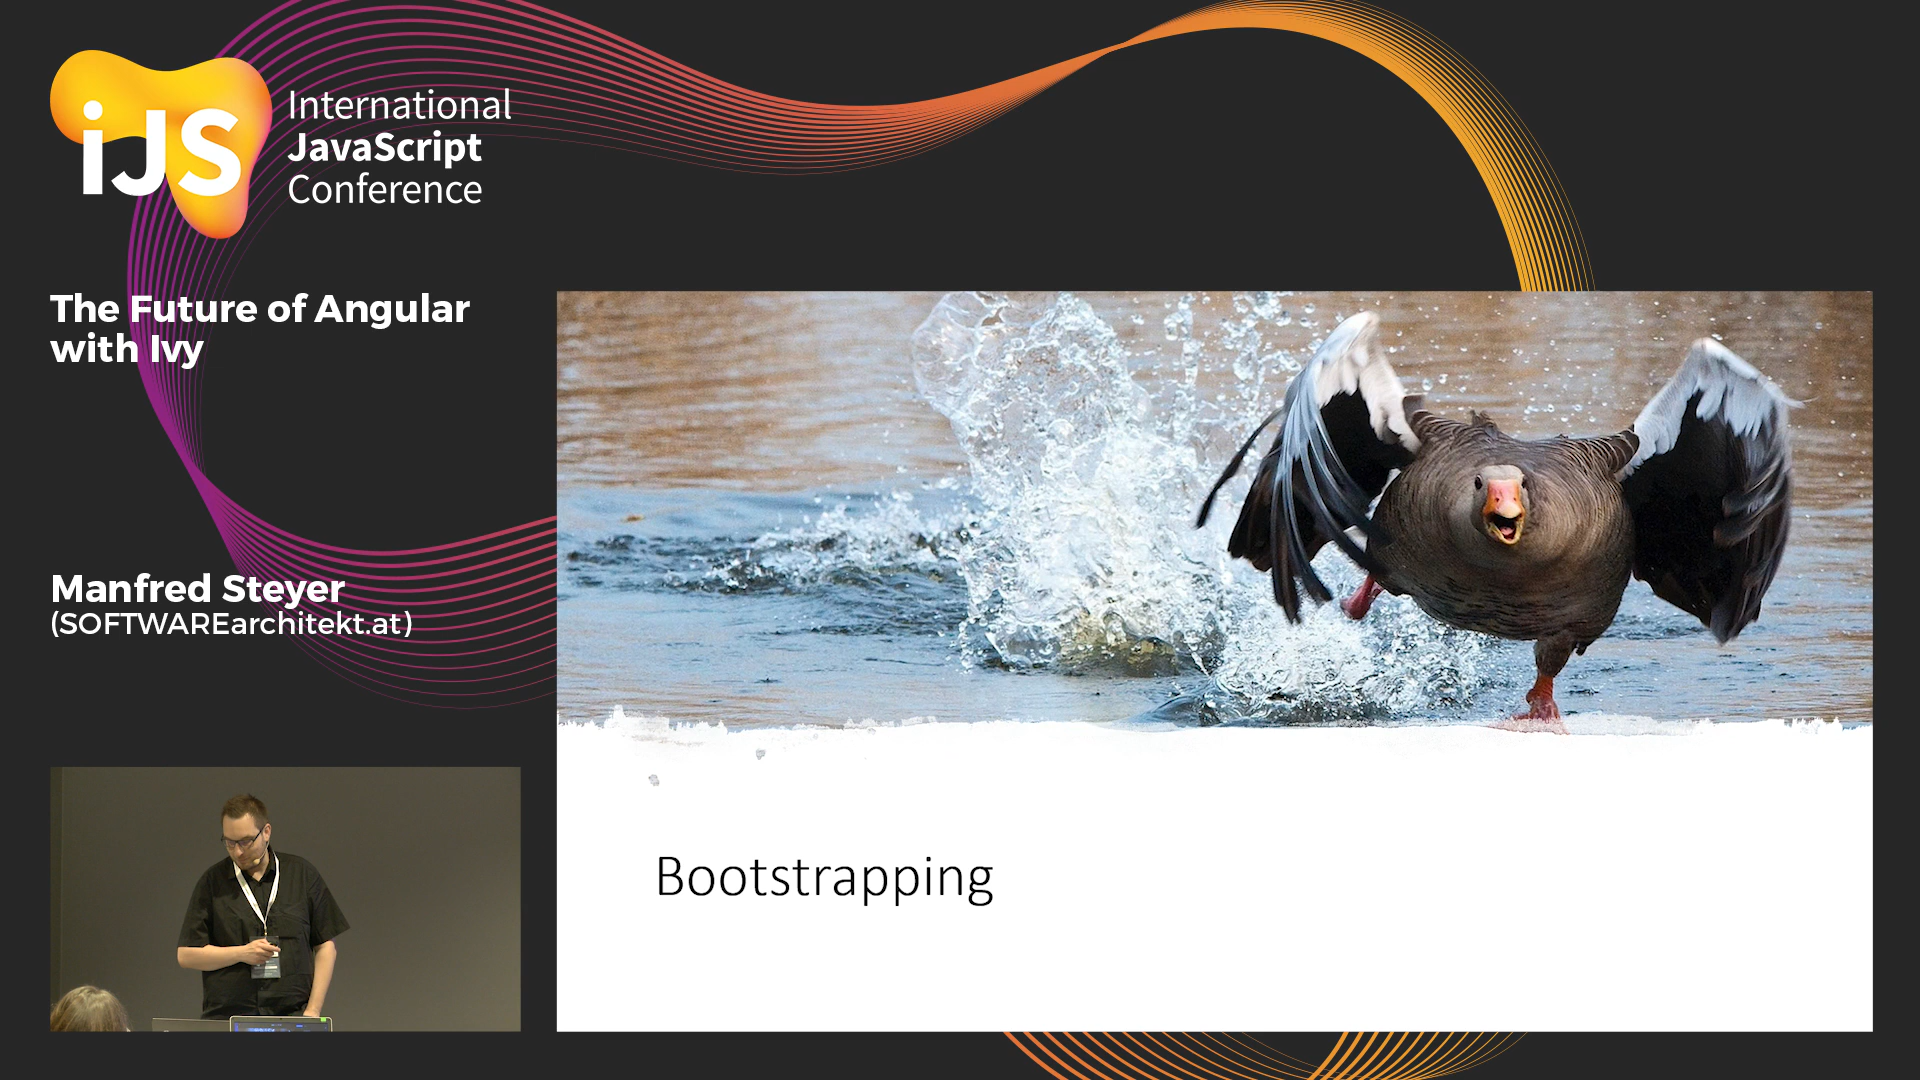 iJS
International
JavaScript
Conference
The Future of Angular
with Ivy
Manfred Steyer
(SOFTWAREarchitekt.at)
Bootstrapping